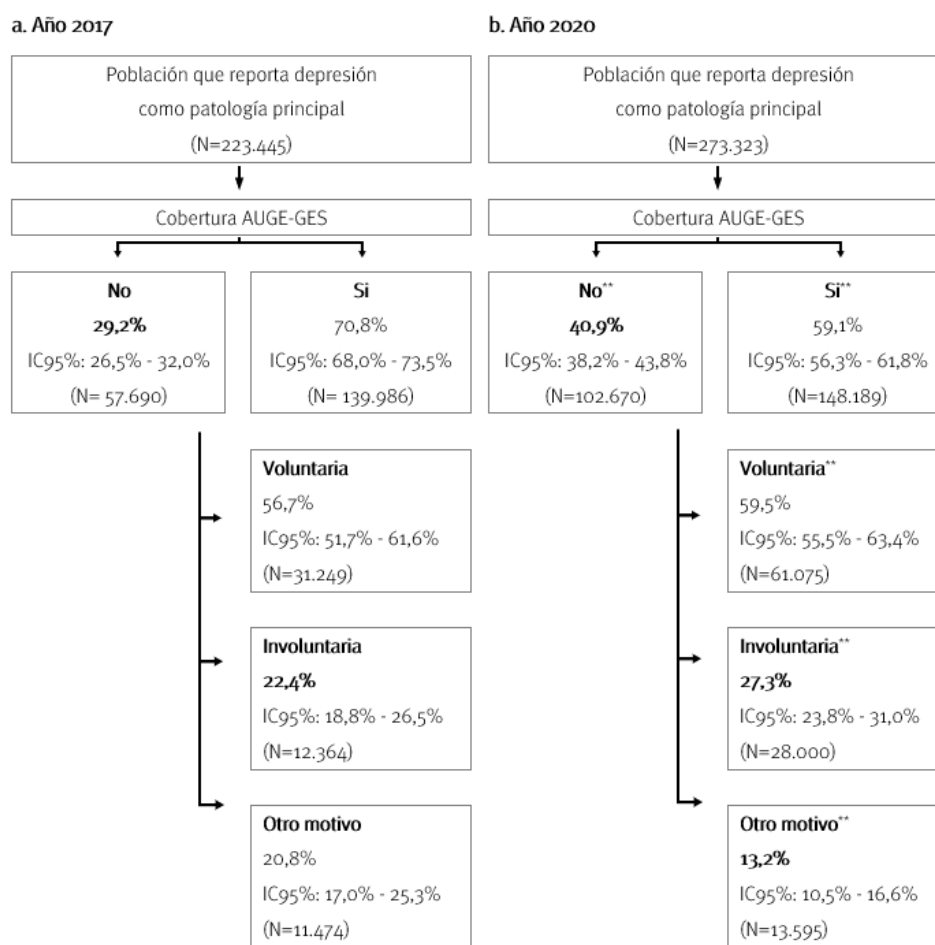 a. Año 2017
Población que reporta depresión
como patología principal
(N=223.445)
Cobertura AUGE-GES
No
29,2%
IC95%: 26,5% - 32,0%
(N= 57.690)
Si
70,8%
IC95%: 68,0% - 73,5%
(N= 139.986)
Voluntaria
56,7%
IC95%: 51,7% - 61,6%
(N=31.249)
Involuntaria
22,4%
IC95%: 18,8% - 26,5%
(N=12.364)
Otro motivo
20,8%
IC95%: 17,0% - 25,3%
(N=11.474)
b. Año 2020
Población que reporta depresión
como patología principal
(N=273.323)
Cobertura AUGE-GES
No**
40,9%
IC95%: 38,2% - 43,8%
(N=102.670)
Si**
59,1%
IC95%: 56,3% - 61,8%
(N=148.189)
Voluntaria**
59,5%
IC95%: 55,5% - 63,4%
(N=61.075)
Involuntaria**
27,3%
IC95%: 23,8% - 31,0%
(N=28.000)
Otro motivo**
13,2%
IC95%: 10,5% - 16,6%
(N=13.595)